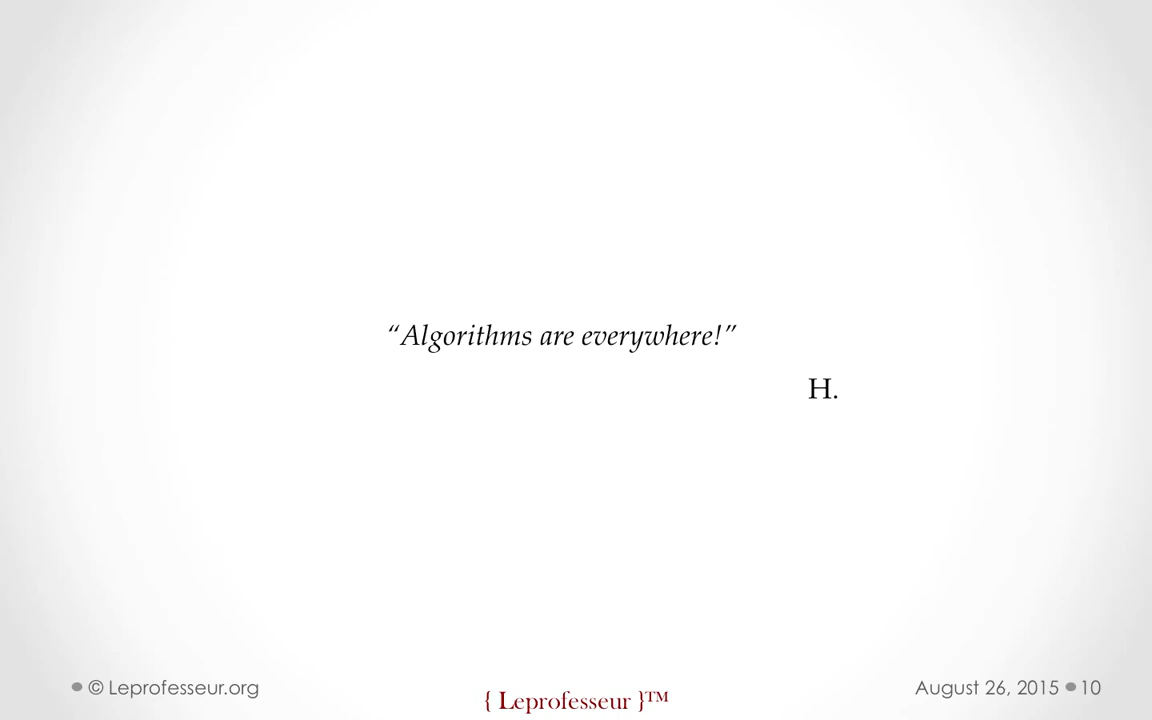 “Algorithms are everywhere!”
H.
© Leprofesseur.org
{ Leprofesseur }™
August 26, 2015
10